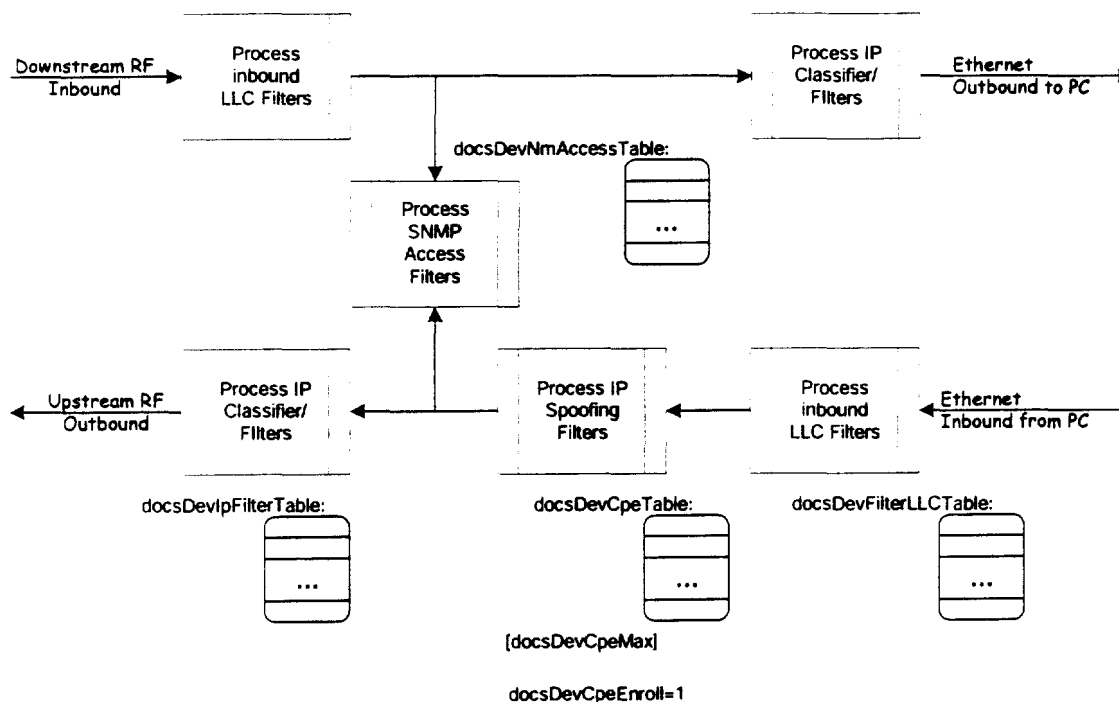 Downstream RF
Inbound
Process
inbound
LLC Filters
Process IP
Classifier/
Filters
Ethernet
Outbound to PC
docsDevNmAccessTable:
...
Process
SNMP
Access
Filters
Upstream RF
Outbound
Process IP
Classifier/
Filters
Process IP
Spoofing
Filters
Process
inbound
LLC Filters
Ethernet
Inbound from PC
docsDevIpFilterTable:
docsDevCpeTable:
docsDevFilterLLCTable:
...
...
...
[docsDevCpeMax]
docsDevCpeEnroll=1